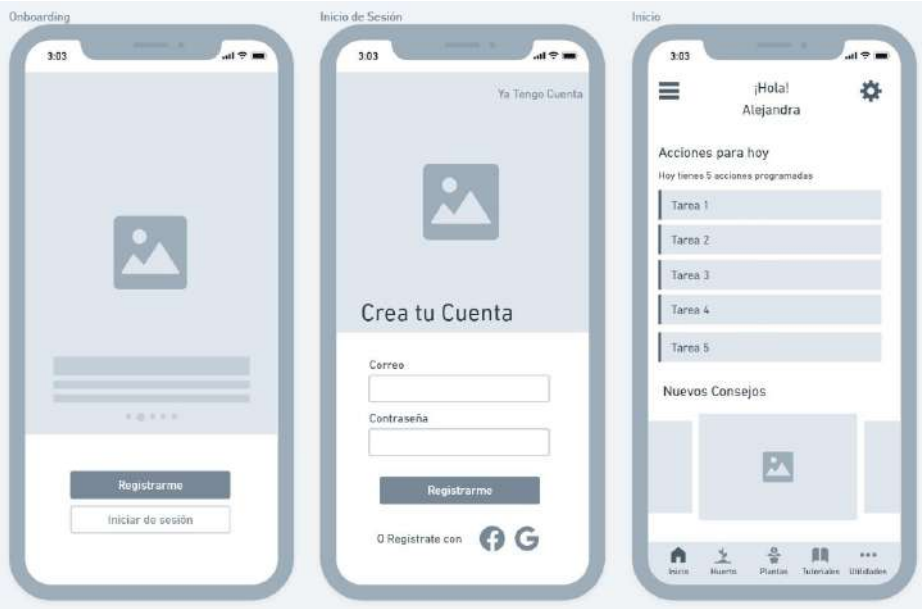 Onboarding
3:03
Registrarme
Iniciar de sesión
Inicio de Sesión
3:03
Ya Tengo Cuenta
Crea tu Cuenta
Correo
Contraseña
Registrarme
O Registrate con
Inicio
3:03
¡Hola!
Alejandra
Acciones para hoy
Hoy tienes 5 acciones programadas
Tarea 1
Tarea 2
Tarea 3
Tarea 4
Tarea 5
Nuevos Consejos
Inicio Huerto Plantas Tutoriales Utilidades